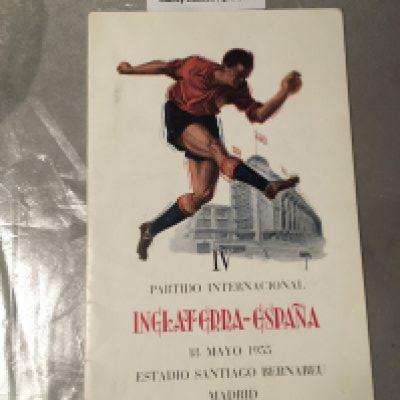 IV
PARTIDO INTERNACIONAL
INGLATERRA-ESPAÑA
18 MAYO 1955
ESTADIO SANTIAGO BERNABEU
MADRID